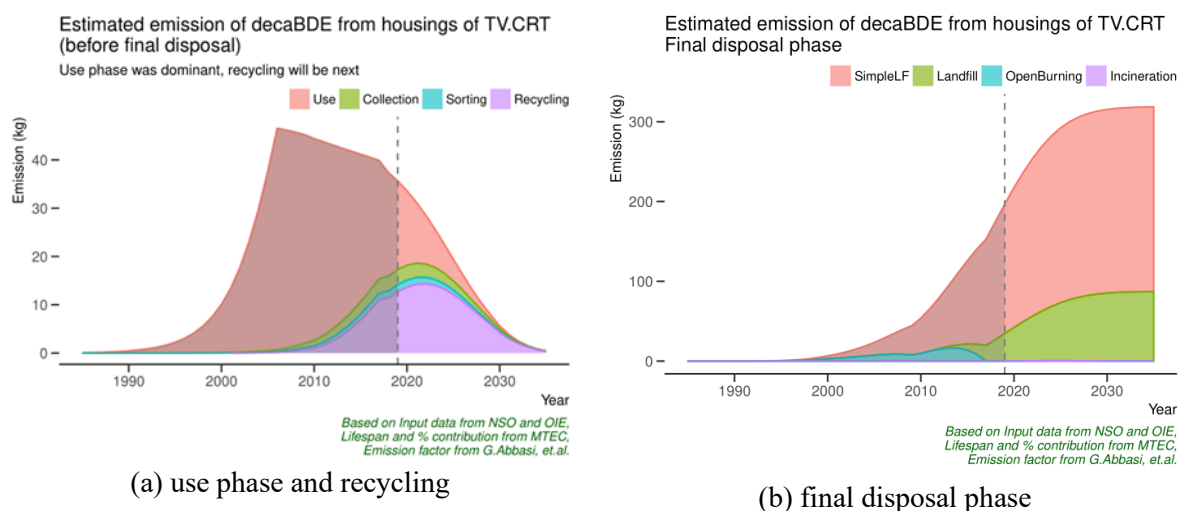 Estimated emission of decaBDE from housings of TV.CRT
(before final disposal)
Use phase was dominant, recycling will be next
Use Collection Sorting Recycling
Emission (kg)
40
30
20
10
0
1990 2000 2010 2020 2030
Year
Based on Input data from NSO and OIE,
Lifespan and % contribution from MTEC,
Emission factor from G.Abbasi, et.al.
(a) use phase and recycling
Estimated emission of decaBDE from housings of TV.CRT
Final disposal phase
SimpleLF Landfill OpenBurning Incineration
Emission (kg)
300
200
100
0
1990 2000 2010 2020 2030
Year
Based on Input data from NSO and OIE,
Lifespan and % contribution from MTEC,
Emission factor from G.Abbasi, et.al.
(b) final disposal phase